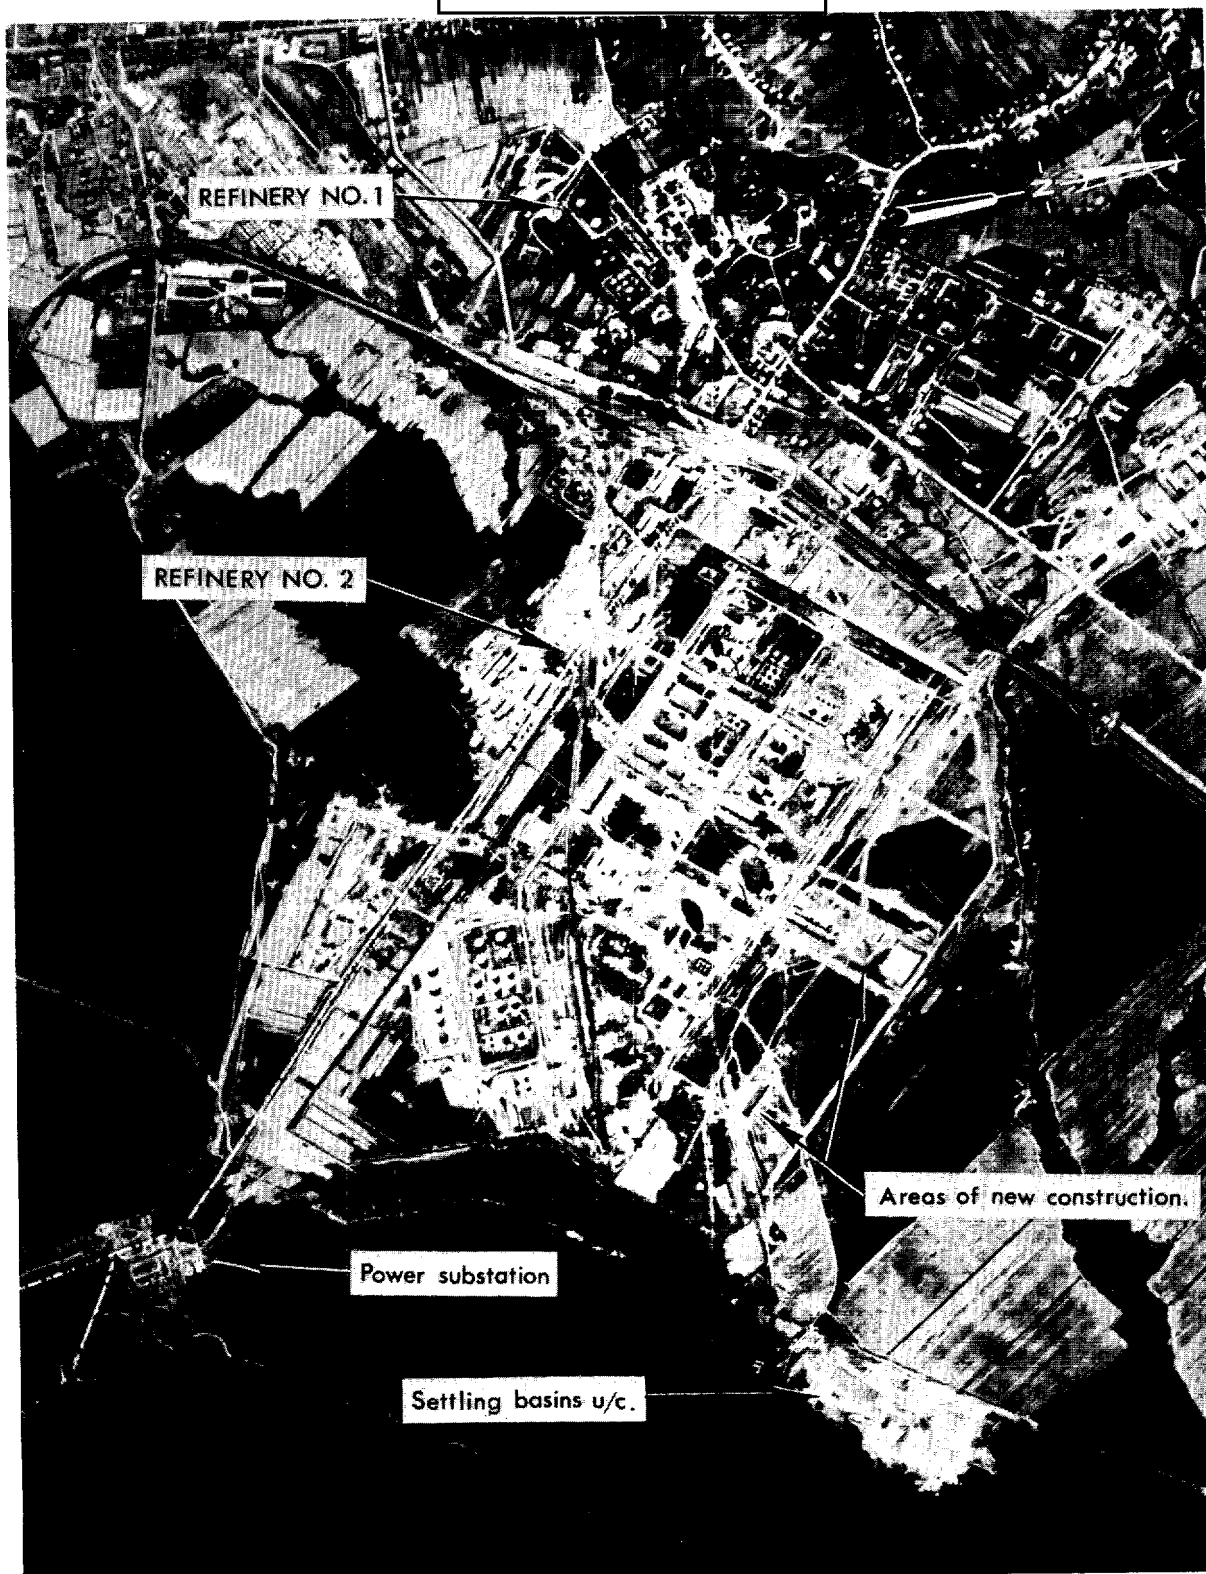 REFINERY NO. 1
N
REFINERY NO. 2
Areas of new construction.
Power substation
Settling basins u/c.